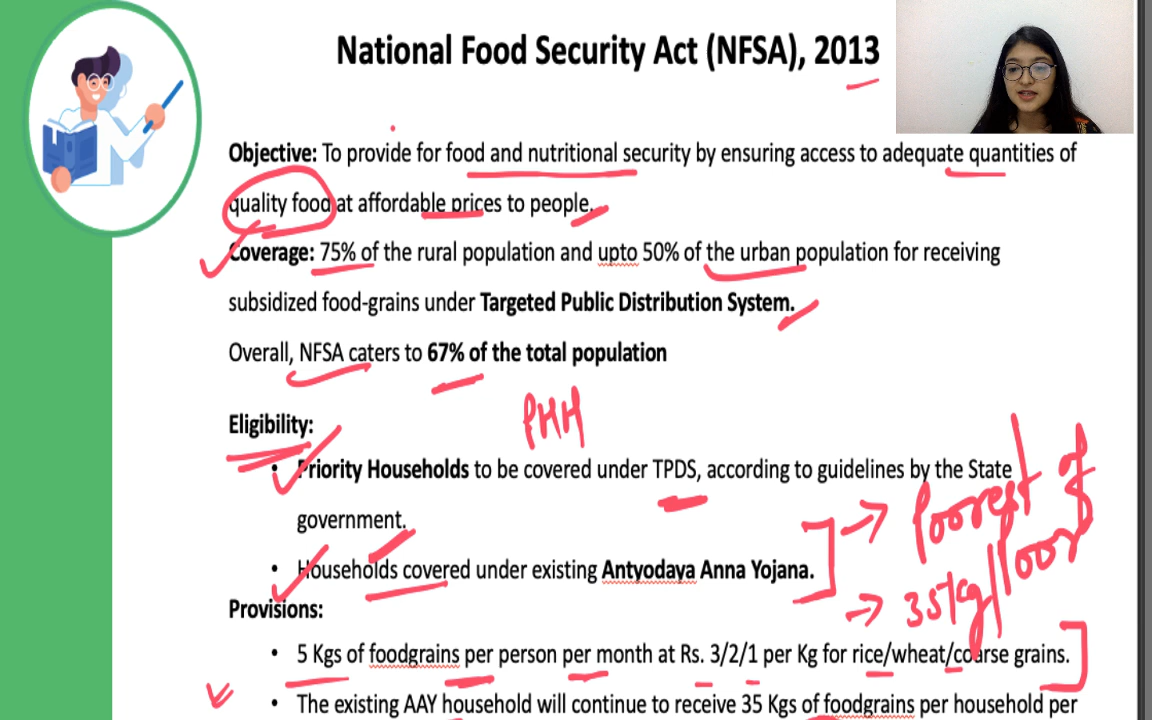 National Food Security Act (NFSA), 2013
Objective: To provide for food and nutritional security by ensuring access to adequate quantities of
quality food at affordable prices to people.
Coverage: 75% of the rural population and upto 50% of the urban population for receiving
subsidized food-grains under Targeted Public Distribution System.
Overall, NFSA caters to 67% of the total population
PHH
Eligibility:
• Priority Households to be covered under TPDS, according to guidelines by the State
government.
→ Poorest of
Poor
• Households covered under existing Antyodaya Anna Yojana.
→ 35kg/
Provisions:
• 5 Kgs of foodgrains per person per month at Rs. 3/2/1 per Kg for rice/wheat/coarse grains.
• The existing AAY household will continue to receive 35 Kgs of foodgrains per household per